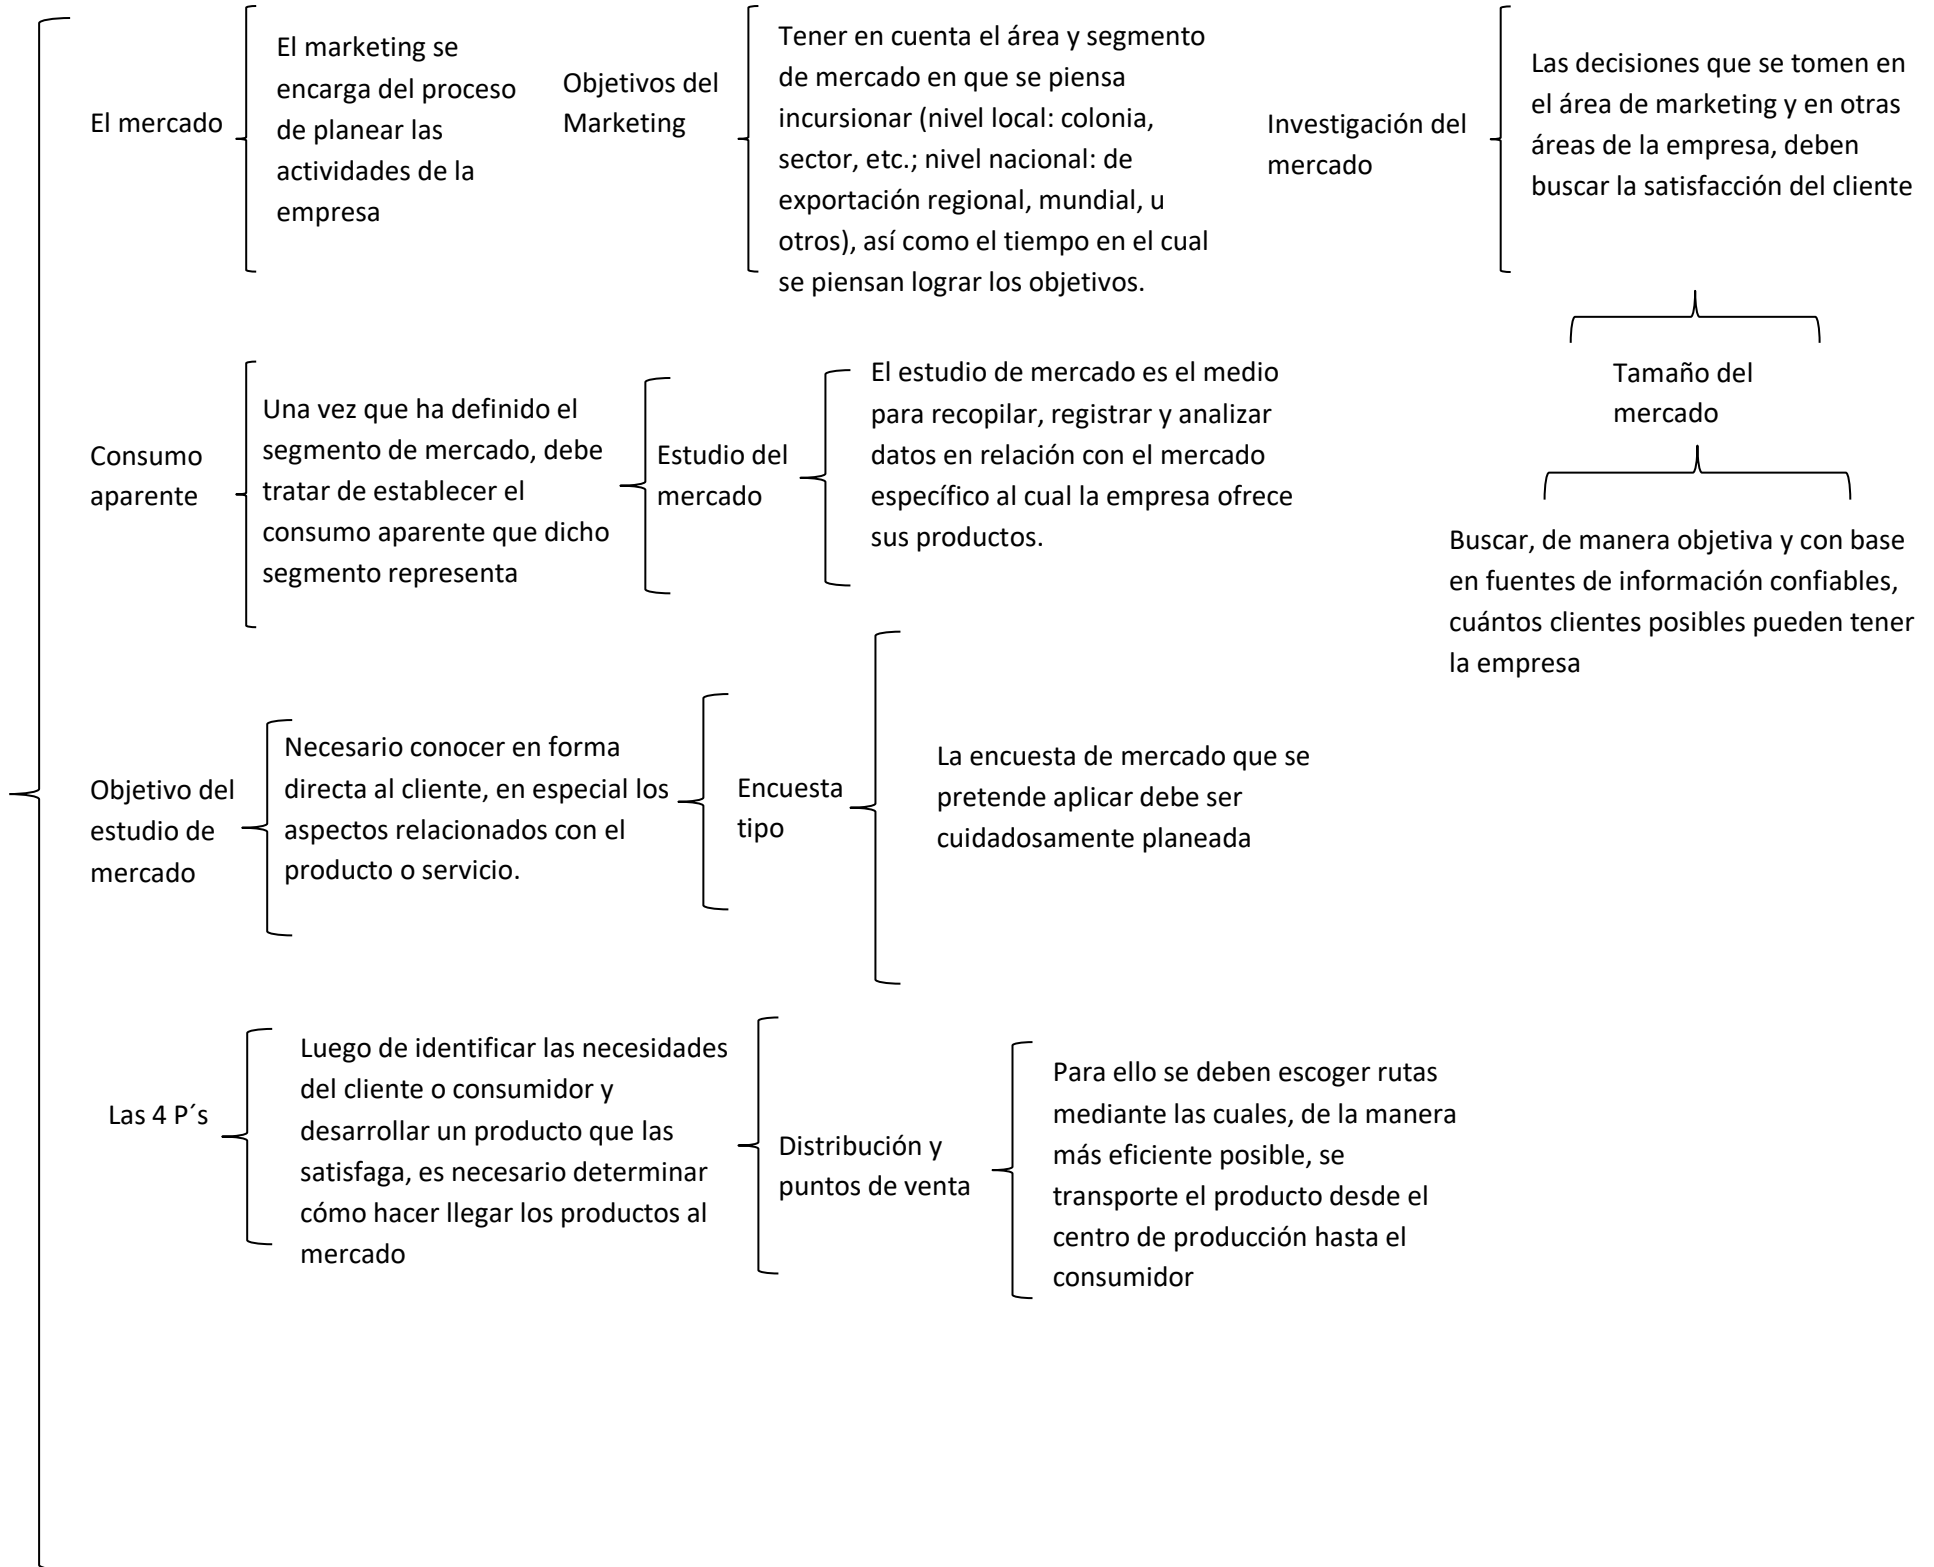 El mercado
El marketing se
encarga del proceso
de planear las
actividades de la
empresa
Objetivos del
Marketing
Tener en cuenta el área y segmento
de mercado en que se piensa
incursionar (nivel local: colonia,
sector, etc.; nivel nacional: de
exportación regional, mundial, u
otros), así como el tiempo en el cual
se piensan lograr los objetivos.
Investigación del
mercado
Las decisiones que se tomen en
el área de marketing y en otras
áreas de la empresa, deben
buscar la satisfacción del cliente
Tamaño del
mercado
Buscar, de manera objetiva y con base
en fuentes de información confiables,
cuántos clientes posibles pueden tener
la empresa
Consumo
aparente
Una vez que ha definido el
segmento de mercado, debe
tratar de establecer el
consumo aparente que dicho
segmento representa
Estudio del
mercado
El estudio de mercado es el medio
para recopilar, registrar y analizar
datos en relación con el mercado
específico al cual la empresa ofrece
sus productos.
Objetivo del
estudio de
mercado
Necesario conocer en forma
directa al cliente, en especial los
aspectos relacionados con el
producto o servicio.
Encuesta
tipo
La encuesta de mercado que se
pretende aplicar debe ser
cuidadosamente planeada
Las 4 P´s
Luego de identificar las necesidades
del cliente o consumidor y
desarrollar un producto que las
satisfaga, es necesario determinar
cómo hacer llegar los productos al
mercado
Distribución y
puntos de venta
Para ello se deben escoger rutas
mediante las cuales, de la manera
más eficiente posible, se
transporte el producto desde el
centro de producción hasta el
consumidor